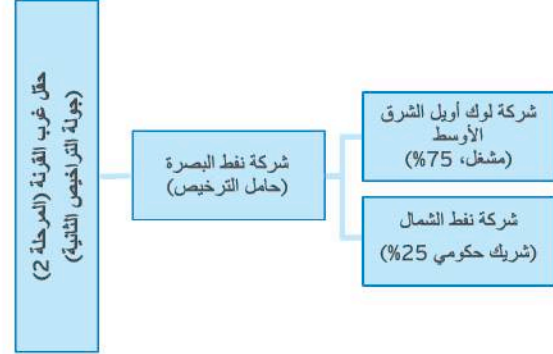 حقل غرب القرنة (المرحلة 2)
(جولة التراخيص الثانية)
شركة نفط البصرة
(حامل الترخيص)
شركة لوك أويل الشرق
الأوسط
(مشغل، 75%)
شركة نفط الشمال
(شريك حكومي 25%)